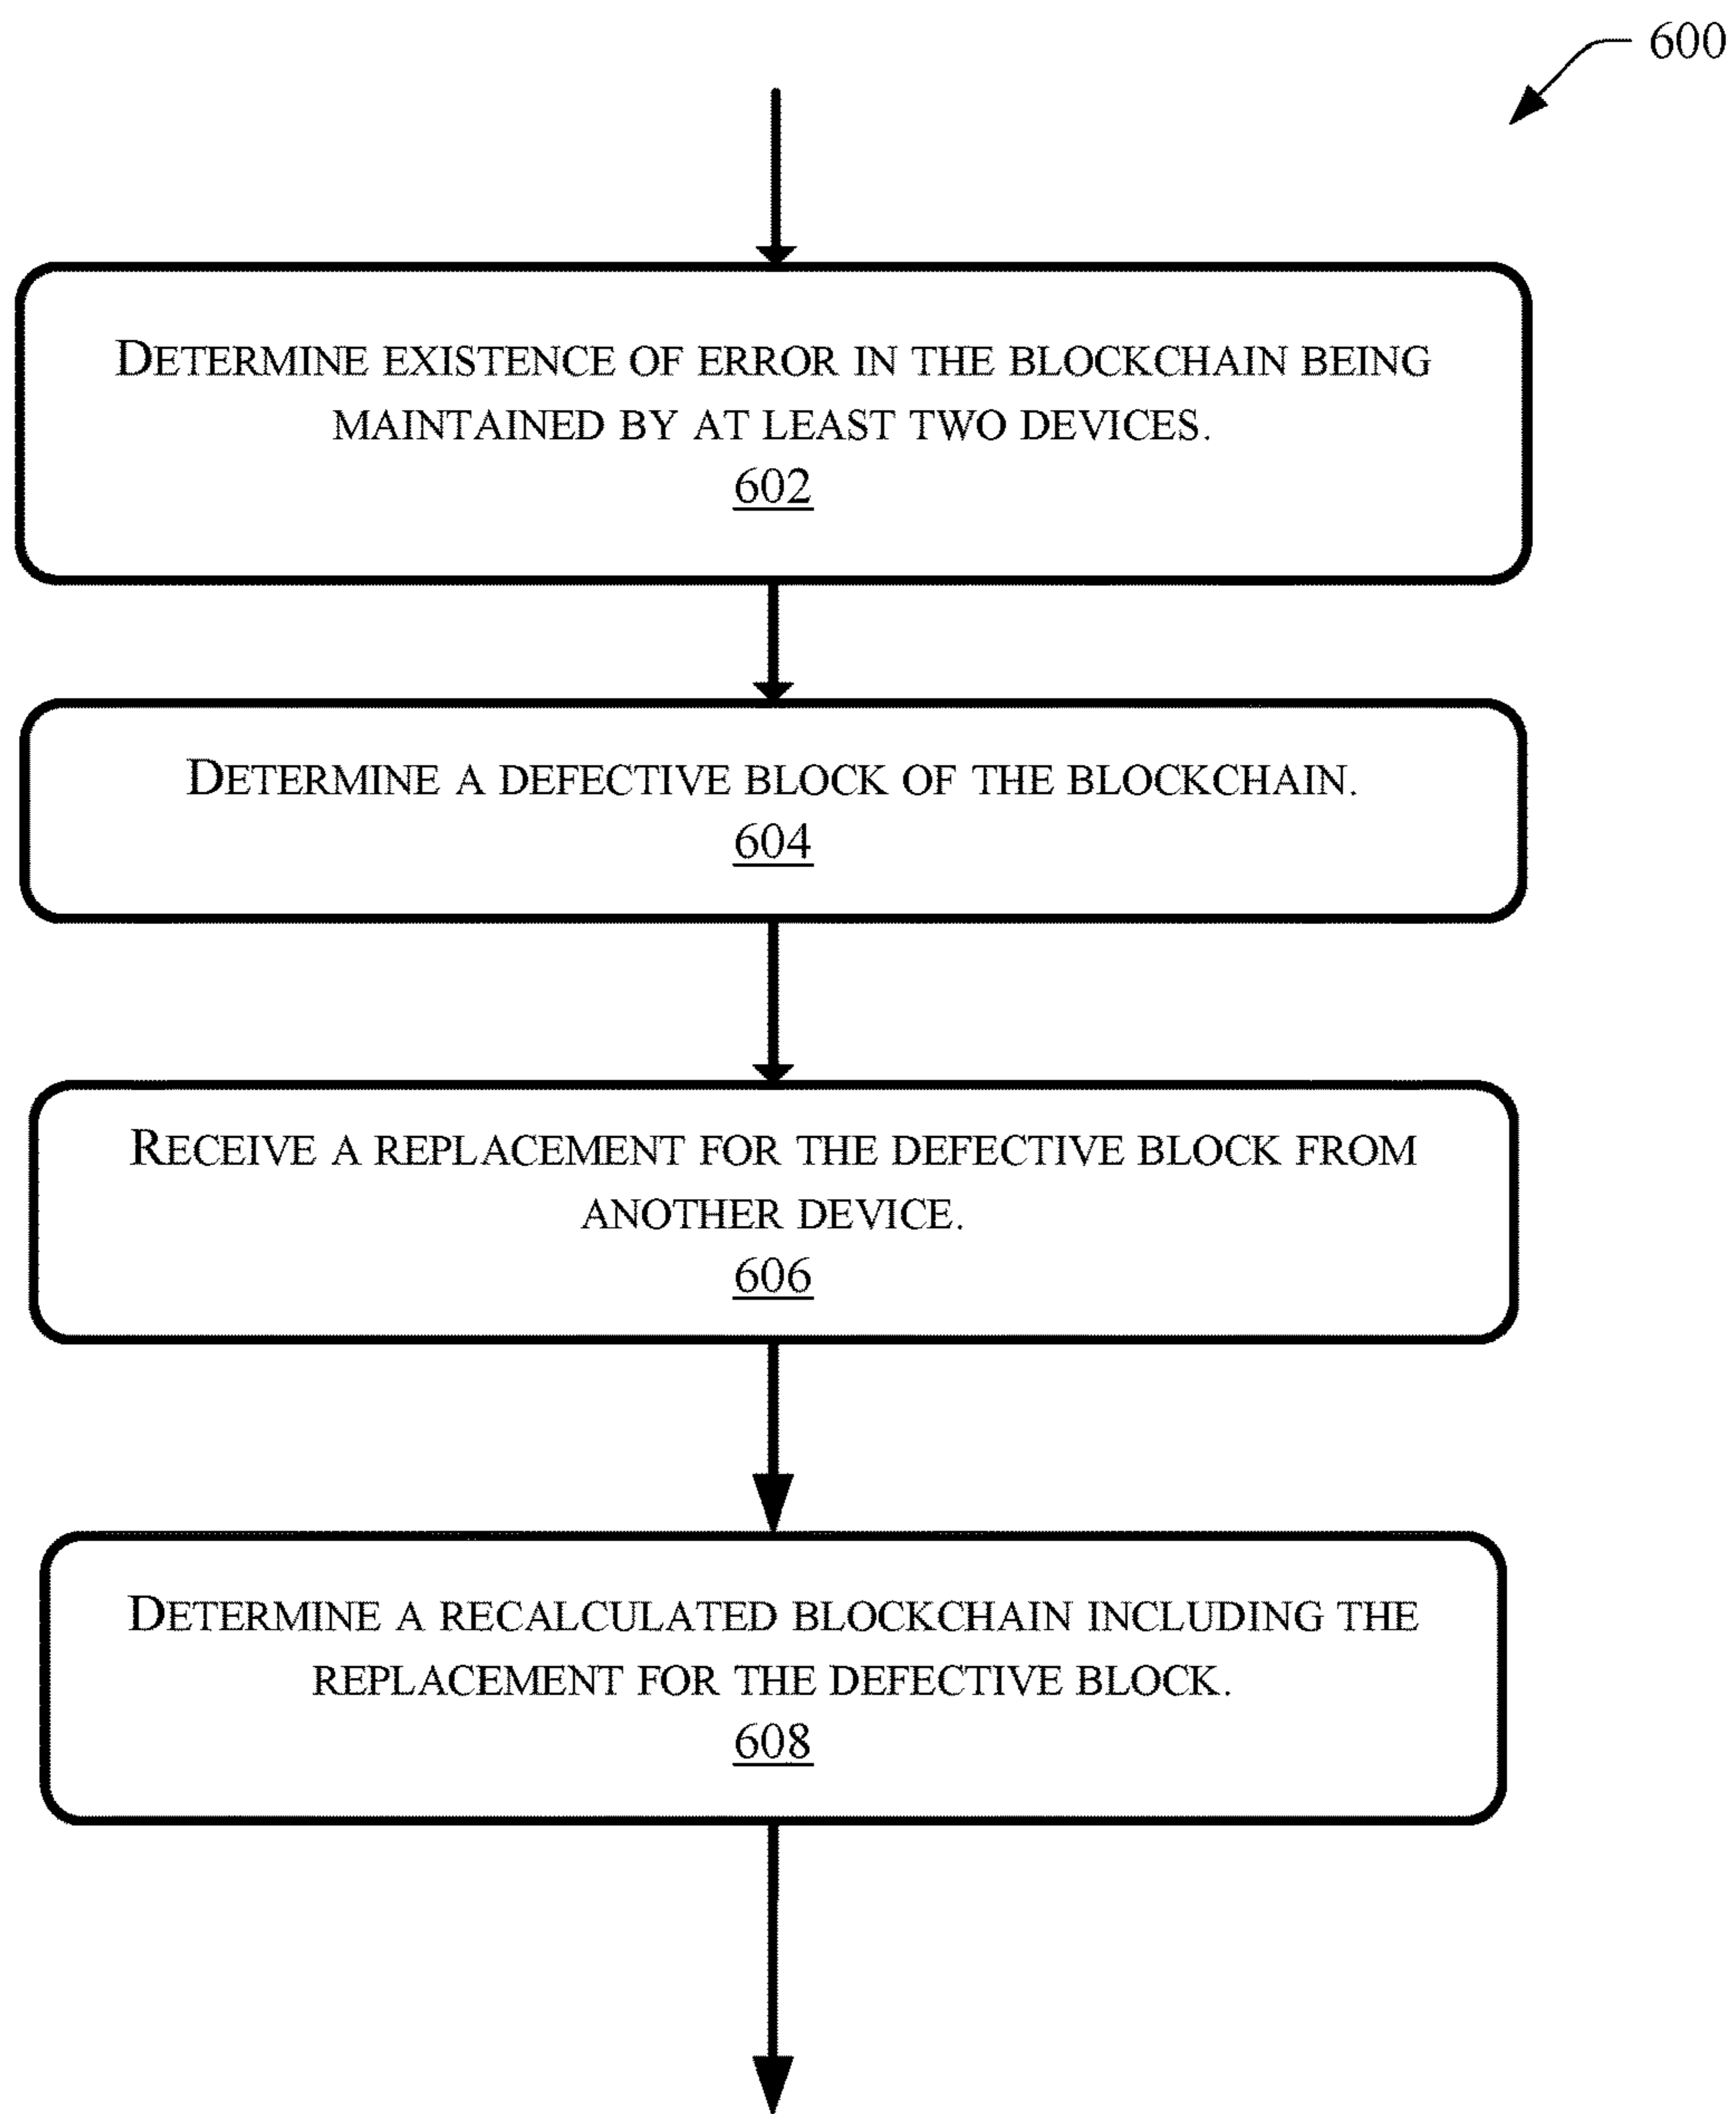 600
DETERMINE EXISTENCE OF ERROR IN THE BLOCKCHAIN BEING
MAINTAINED BY AT LEAST TWO DEVICES.
602
DETERMINE A DEFECTIVE BLOCK OF THE BLOCKCHAIN.
604
RECEIVE A REPLACEMENT FOR THE DEFECTIVE BLOCK FROM
ANOTHER DEVICE.
606
DETERMINE A RECALCULATED BLOCKCHAIN INCLUDING THE
REPLACEMENT FOR THE DEFECTIVE BLOCK.
608